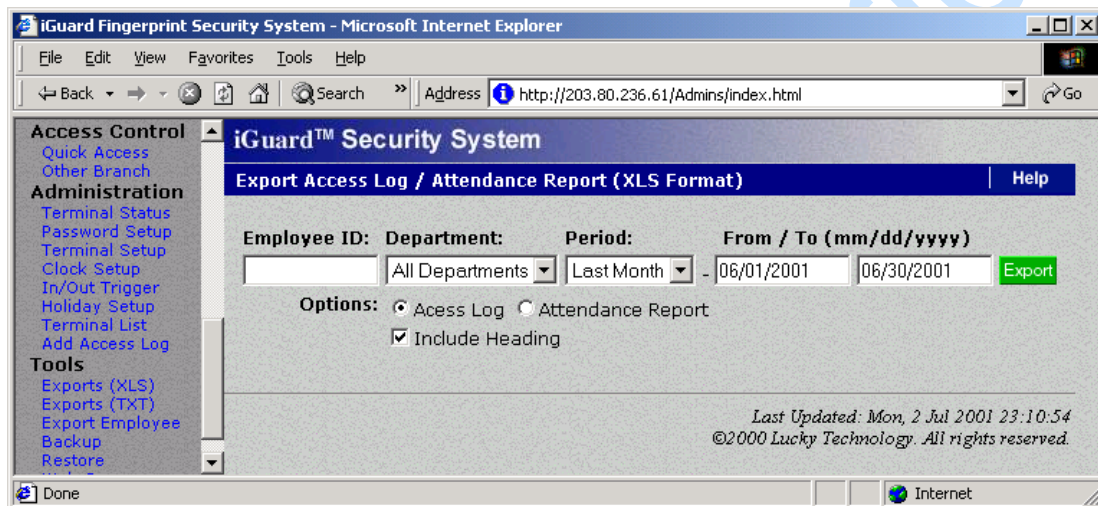 iGuard Fingerprint Security System - Microsoft Internet Explorer
File Edit View Favorites Tools Help
Back Search » Address http://203.80.236.61/Admins/index.html Go
Access Control
Quick Access
Other Branch
Administration
Terminal Status
Password Setup
Terminal Setup
Clock Setup
In/Out Trigger
Holiday Setup
Terminal List
Add Access Log
Tools
Exports (XLS)
Exports (TXT)
Export Employee
Backup
Restore
iGuard™ Security System
Export Access Log / Attendance Report (XLS Format) Help
Employee ID: Department: Period: From / To (mm/dd/yyyy)
All Departments Last Month - 06/01/2001 06/30/2001 Export
Options: Acess Log Attendance Report
Include Heading
Last Updated: Mon, 2 Jul 2001 23:10:54
©2000 Lucky Technology. All rights reserved.
Done Internet